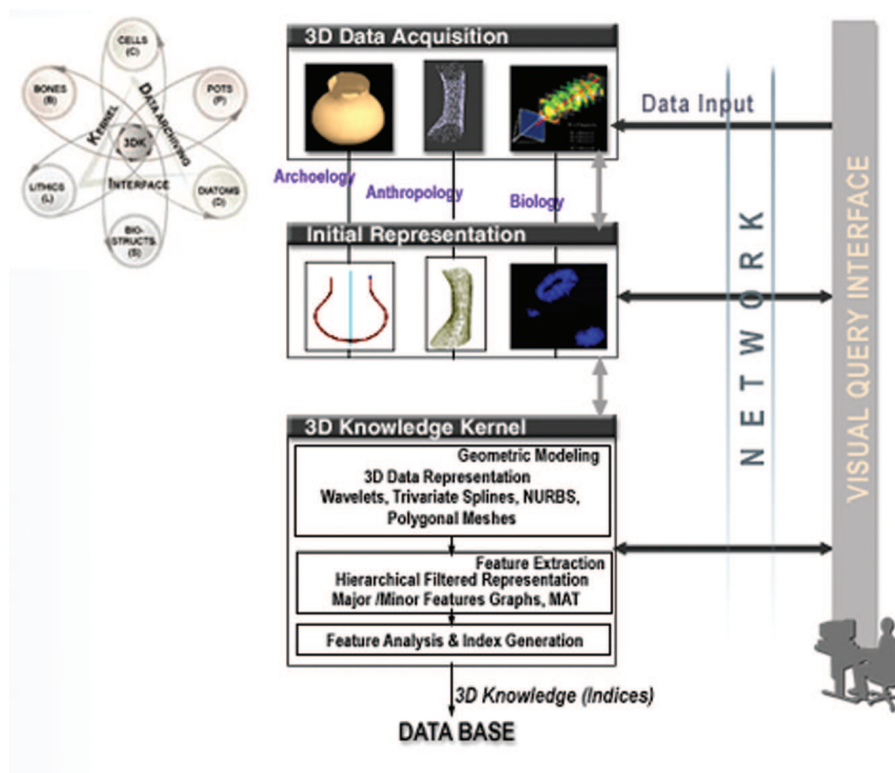 CELLS
(C)
BONES
(B)
POTS
(P)
KERNEL
DATA ARCHIVING
3DK
INTERFACE
LITHICS
(L)
DIATOMS
(D)
BIO-
STRUCTS.
(S)
3D Data Acquisition
Data Input
Archoelogy
Anthropology
Biology
Initial Representation
3D Knowledge Kernel
Geometric Modeling
3D Data Representation
Wavelets, Trivariate Splines, NURBS,
Polygonal Meshes
Feature Extraction
Hierarchical Filtered Representation
Major /Minor Features Graphs, MAT
Feature Analysis & Index Generation
3D Knowledge (Indices)
DATA BASE
NETWORK
VISUAL QUERY INTERFACE